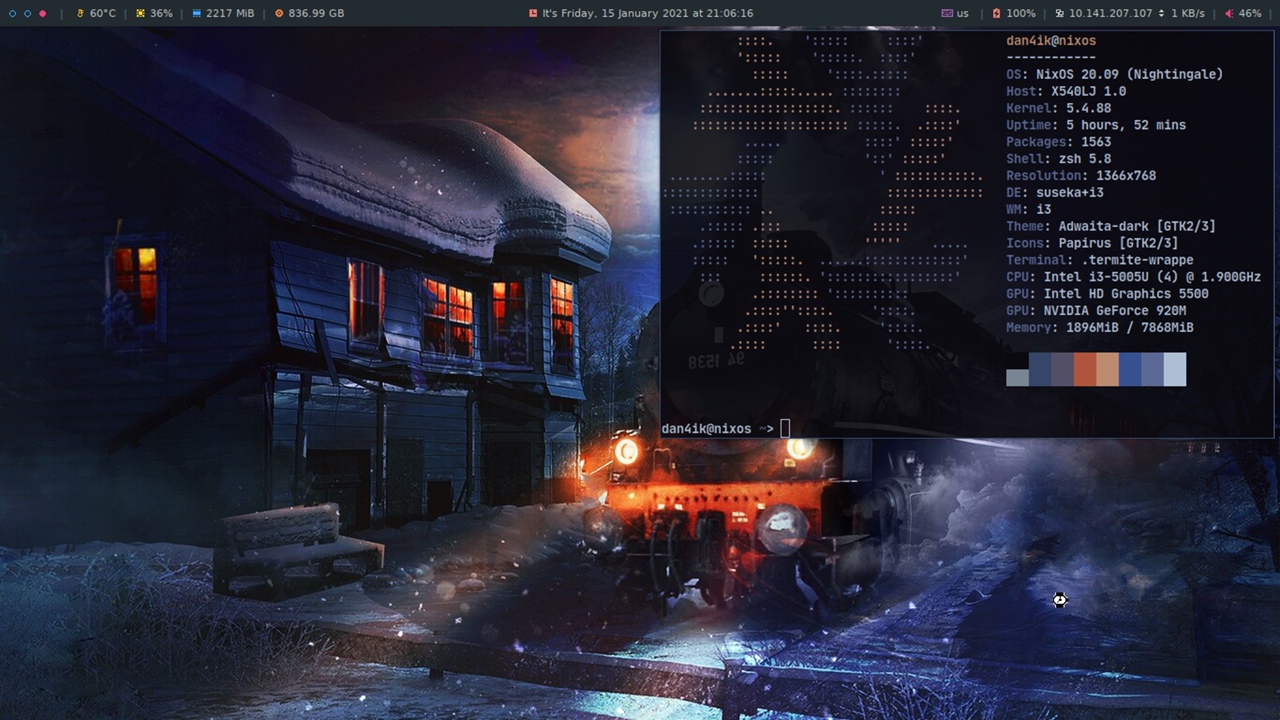 60°C | 36% | 2217 MiB | 836.99 GB
It's Friday, 15 January 2021 at 21:06:16
us | 100% | 10.141.207.107 1 KB/s | 46%
dan4ik@nixos
------------
OS: NixOS 20.09 (Nightingale)
Host: X540LJ 1.0
Kernel: 5.4.88
Uptime: 5 hours, 52 mins
Packages: 1563
Shell: zsh 5.8
Resolution: 1366x768
DE: suseka+i3
WM: i3
Theme: Adwaita-dark [GTK2/3]
Icons: Papirus [GTK2/3]
Terminal: .termite-wrappe
CPU: Intel i3-5005U (4) @ 1.900GHz
GPU: Intel HD Graphics 5500
GPU: NVIDIA GeForce 920M
Memory: 1896MiB / 7868MiB
94 1538
dan4ik@nixos ~>